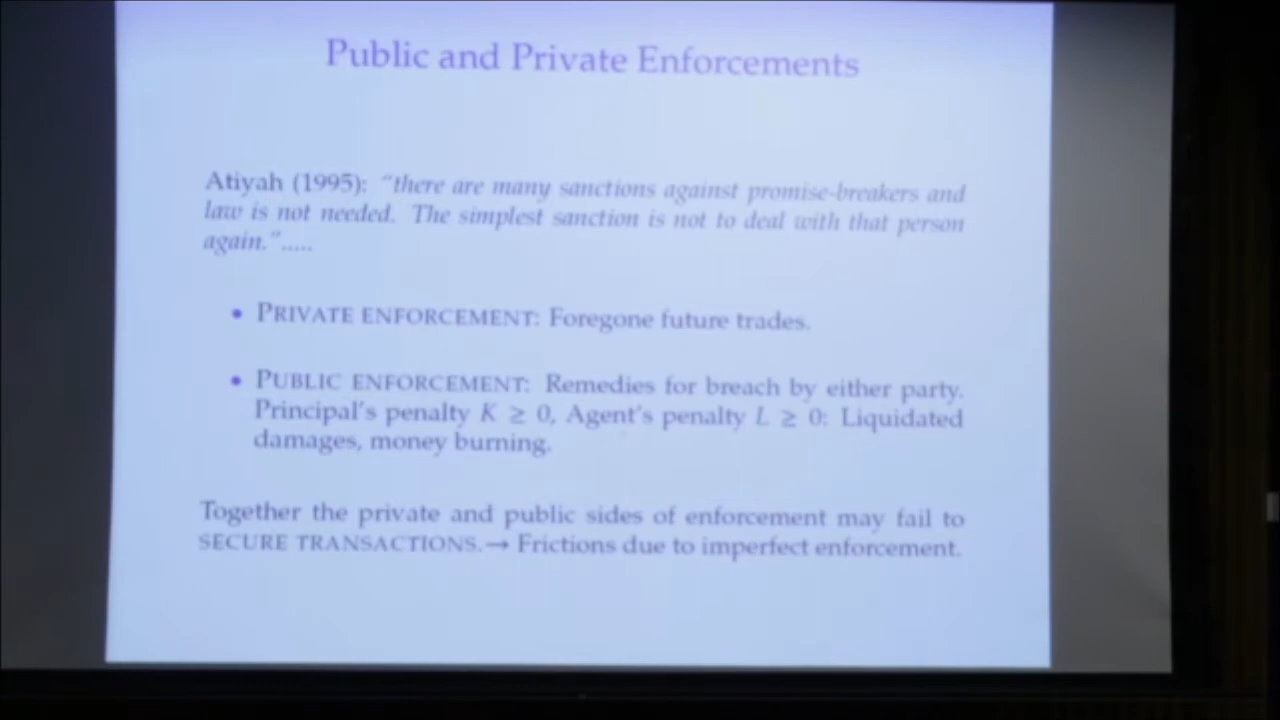 Public and Private Enforcements
Atiyah (1995): "there are many sanctions against promise-breakers and
law is not needed. The simplest sanction is not to deal with that person
again.".....
• PRIVATE ENFORCEMENT: Foregone future trades.
• PUBLIC ENFORCEMENT: Remedies for breach by either party.
Principal's penalty K ≥ 0, Agent's penalty L ≥ 0: Liquidated
damages, money burning.
Together the private and public sides of enforcement may fail to
SECURE TRANSACTIONS.→ Frictions due to imperfect enforcement.